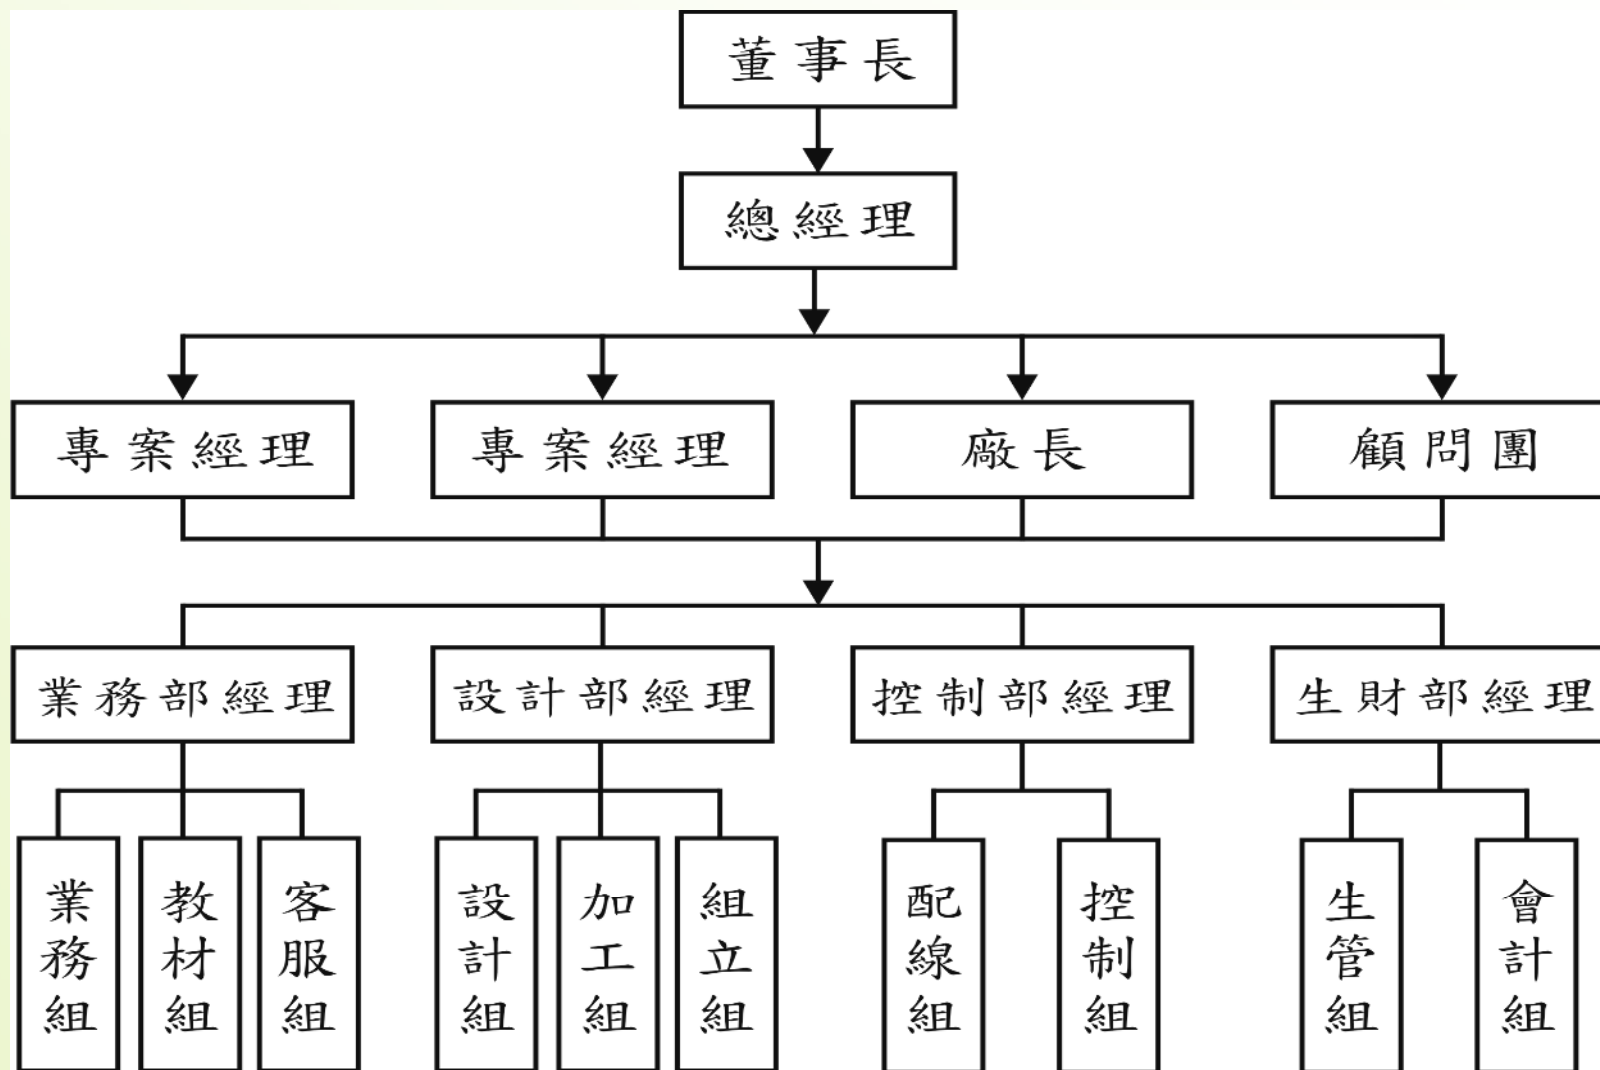 董事長
總經理
專案經理
專案經理
廠長
顧問團
業務部經理
設計部經理
控制部經理
生財部經理
業務組
教材組
客服組
設計組
加工組
組立組
配線組
控制組
生管組
會計組